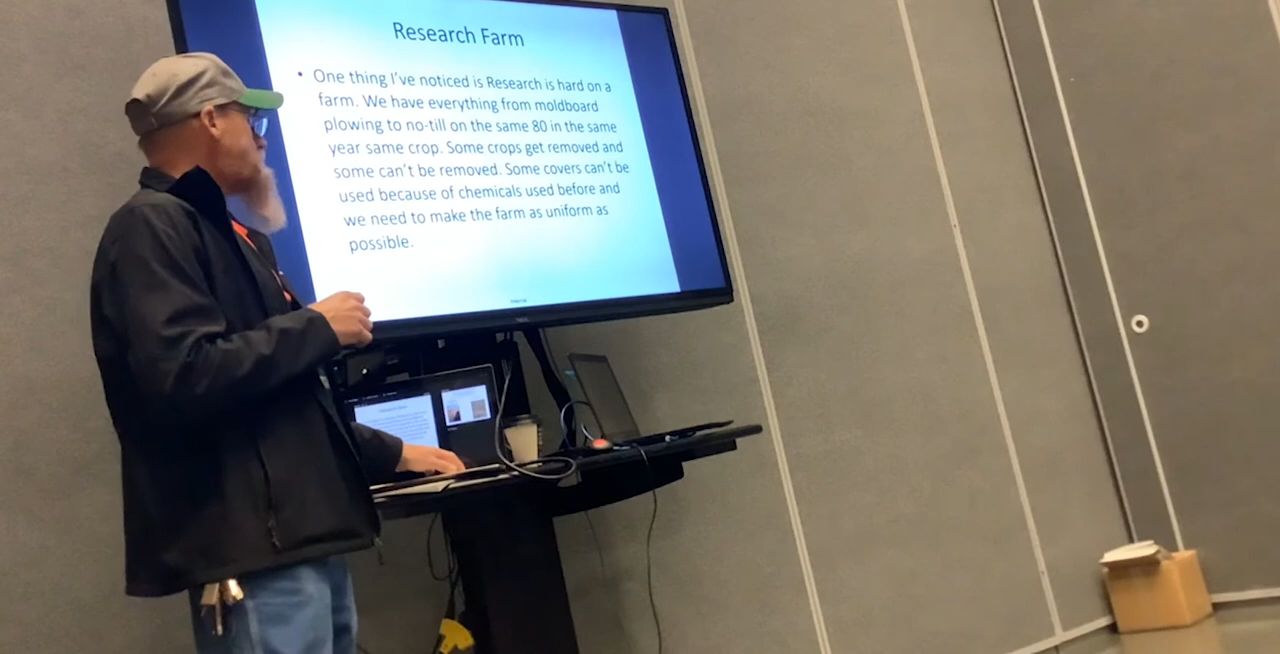 Research Farm
• One thing I've noticed is Research is hard on a
farm. We have everything from moldboard
plowing to no-till on the same 80 in the same
year same crop. Some crops get removed and
some can't be removed. Some covers can't be
used because of chemicals used before and
we need to make the farm as uniform as
possible.
NEC